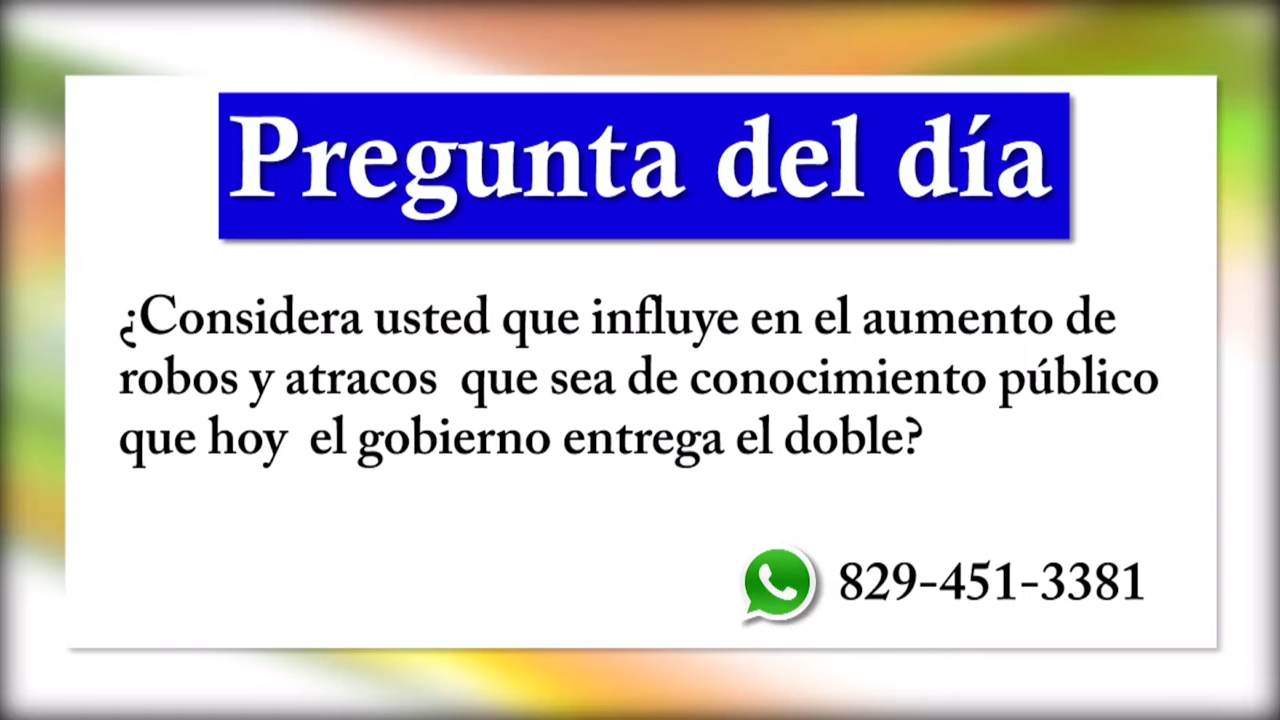 Pregunta del día
¿Considera usted que influye en el aumento de
robos y atracos  que sea de conocimiento público
que hoy  el gobierno entrega el doble?
829-451-3381